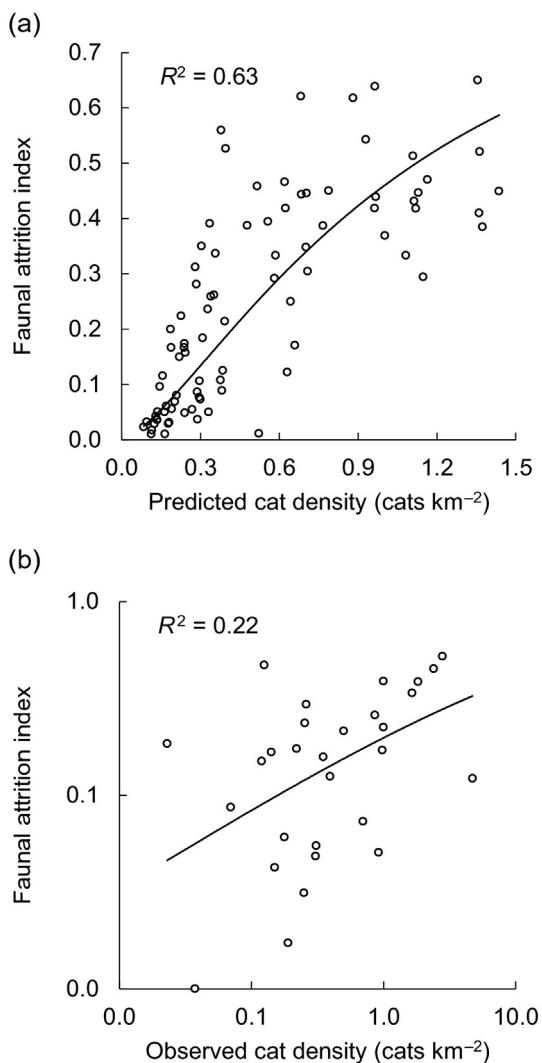 (a)
0.7
R² = 0.63
0.6
0.5
0.4
0.3
0.2
0.1
0.0
Faunal attrition index
0.0 0.3 0.6 0.9 1.2 1.5
Predicted cat density (cats km⁻²)
(b)
1.0
R² = 0.22
0.1
0.0
Faunal attrition index
0.0 0.1 1.0 10.0
Observed cat density (cats km⁻²)